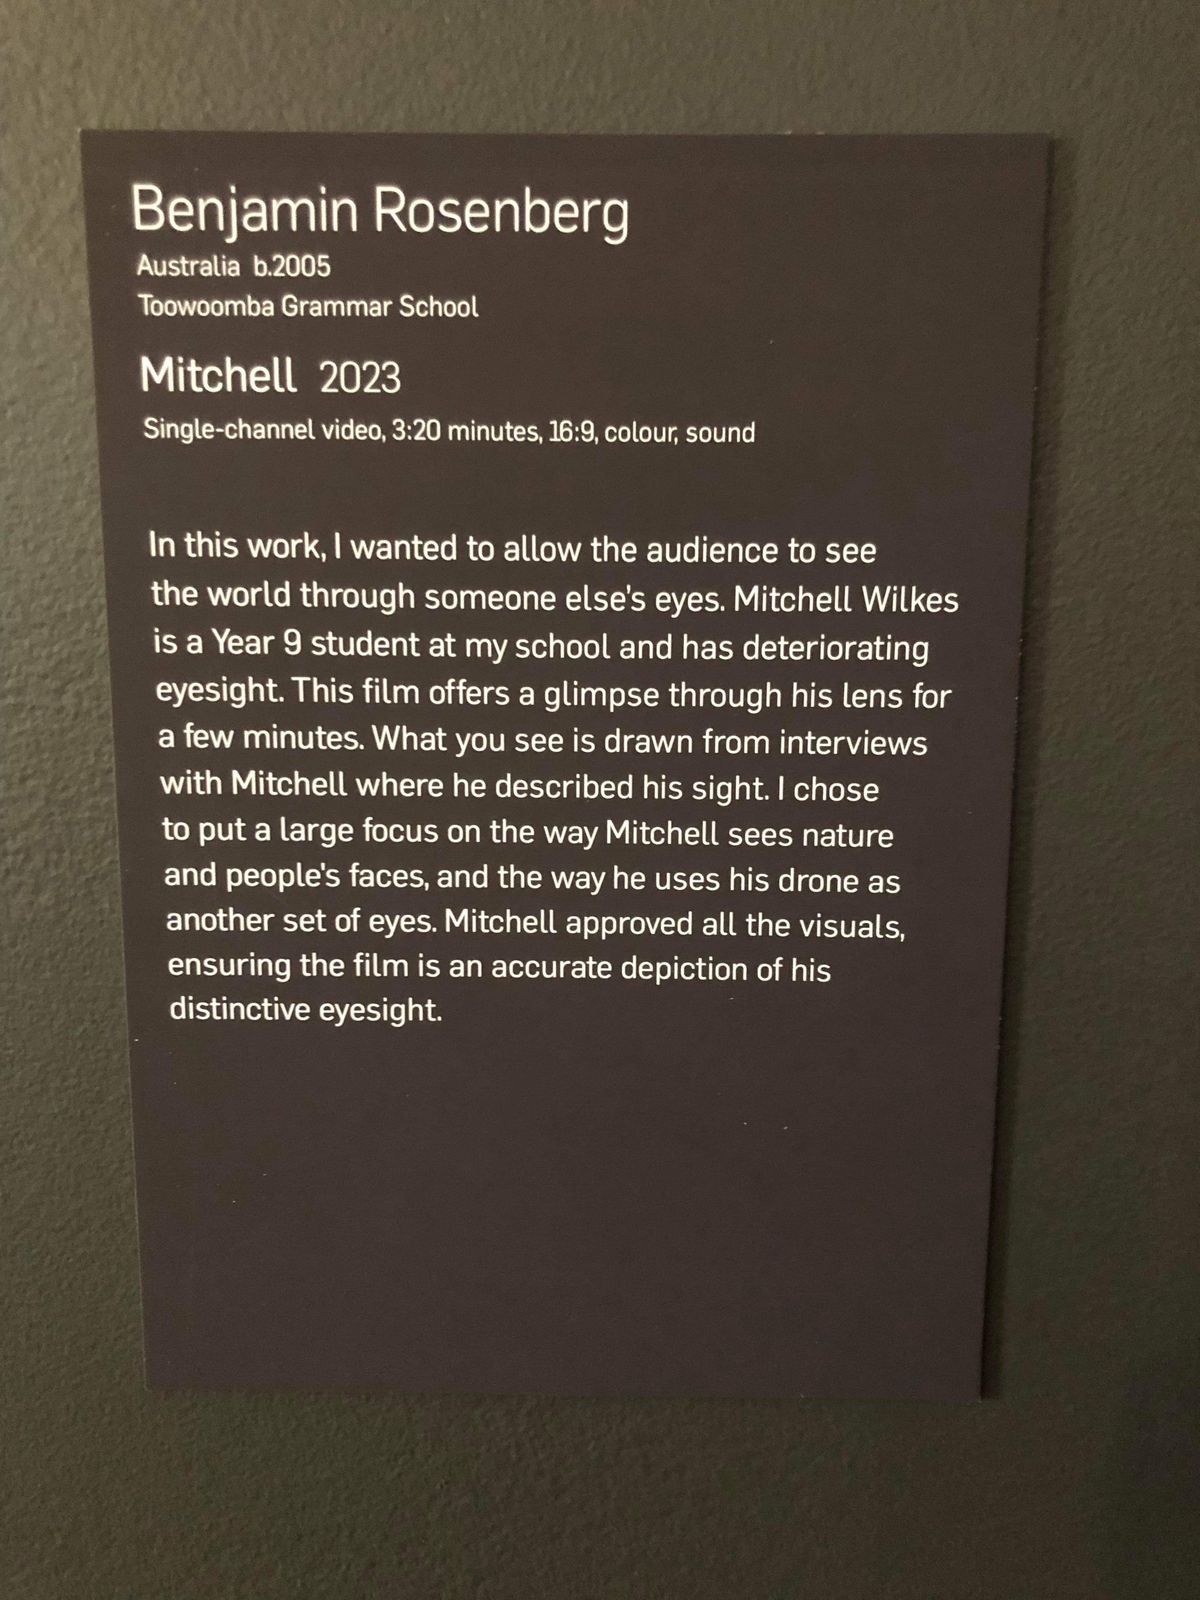 Benjamin Rosenberg
Australia b.2005
Toowoomba Grammar School
Mitchell 2023
Single-channel video, 3:20 minutes, 16:9, colour, sound
In this work, I wanted to allow the audience to see
the world through someone else's eyes. Mitchell Wilkes
is a Year 9 student at my school and has deteriorating
eyesight. This film offers a glimpse through his lens for
a few minutes. What you see is drawn from interviews
with Mitchell where he described his sight. I chose
to put a large focus on the way Mitchell sees nature
and people's faces, and the way he uses his drone as
another set of eyes. Mitchell approved all the visuals,
ensuring the film is an accurate depiction of his
distinctive eyesight.